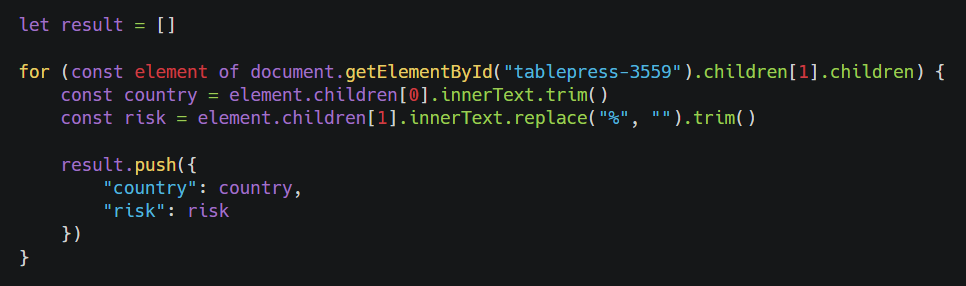 let result = []

for (const element of document.getElementById("tablepress-3559").children[1].children) {
    const country = element.children[0].innerText.trim()
    const risk = element.children[1].innerText.replace("%", "").trim()

    result.push({
        "country": country,
        "risk": risk
    })
}